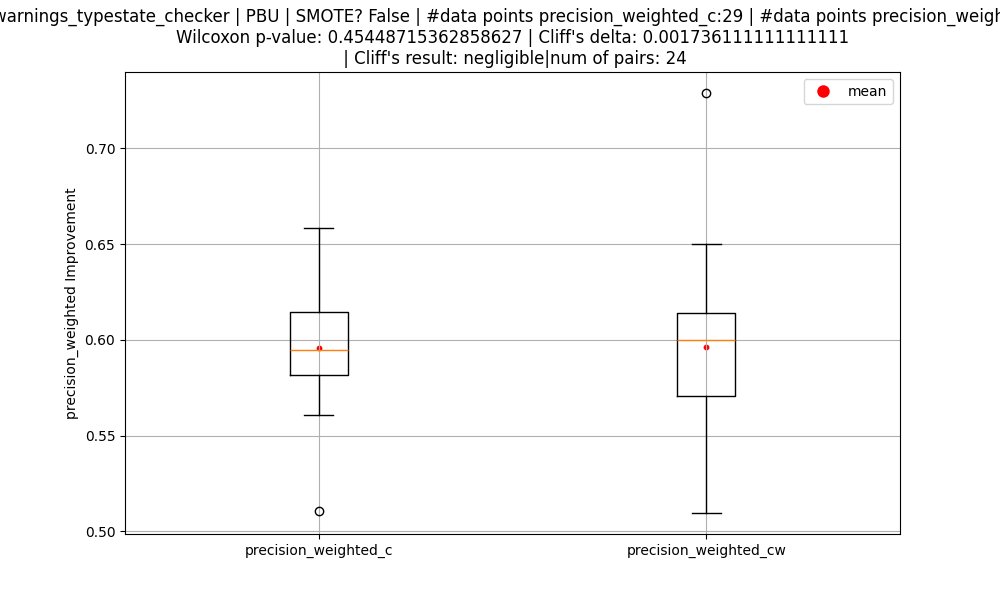 warnings_typestate_checker | PBU | SMOTE? False | #data points precision_weighted_c:29 | #data points
Wilcoxon p-value: 0.45448715362858627 | Cliff's delta: 0.001736111111111111
| Cliff's result: negligible|num of pairs: 24
mean
0.70
0.65
0.60
0.55
0.50
precision_weighted Improvement
precision_weighted_c
precision_weighted_cw